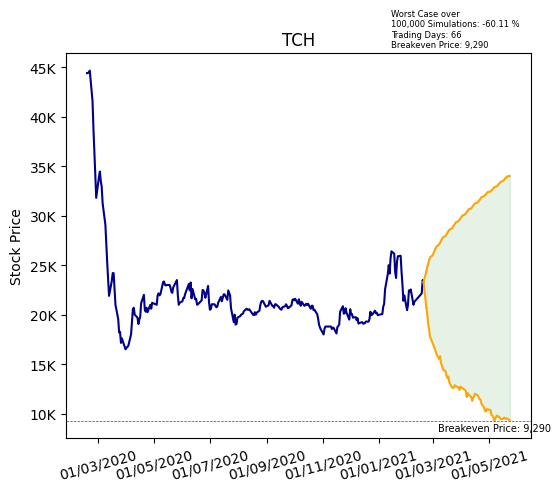 Worst Case over
100,000 Simulations: -60.11 %
Trading Days: 66
Breakeven Price: 9,290
TCH
Stock Price
45K
40K
35K
30K
25K
20K
15K
10K
Breakeven Price: 9,290
01/03/2020
01/05/2020
01/07/2020
01/09/2020
01/11/2020
01/01/2021
01/03/2021
01/05/2021